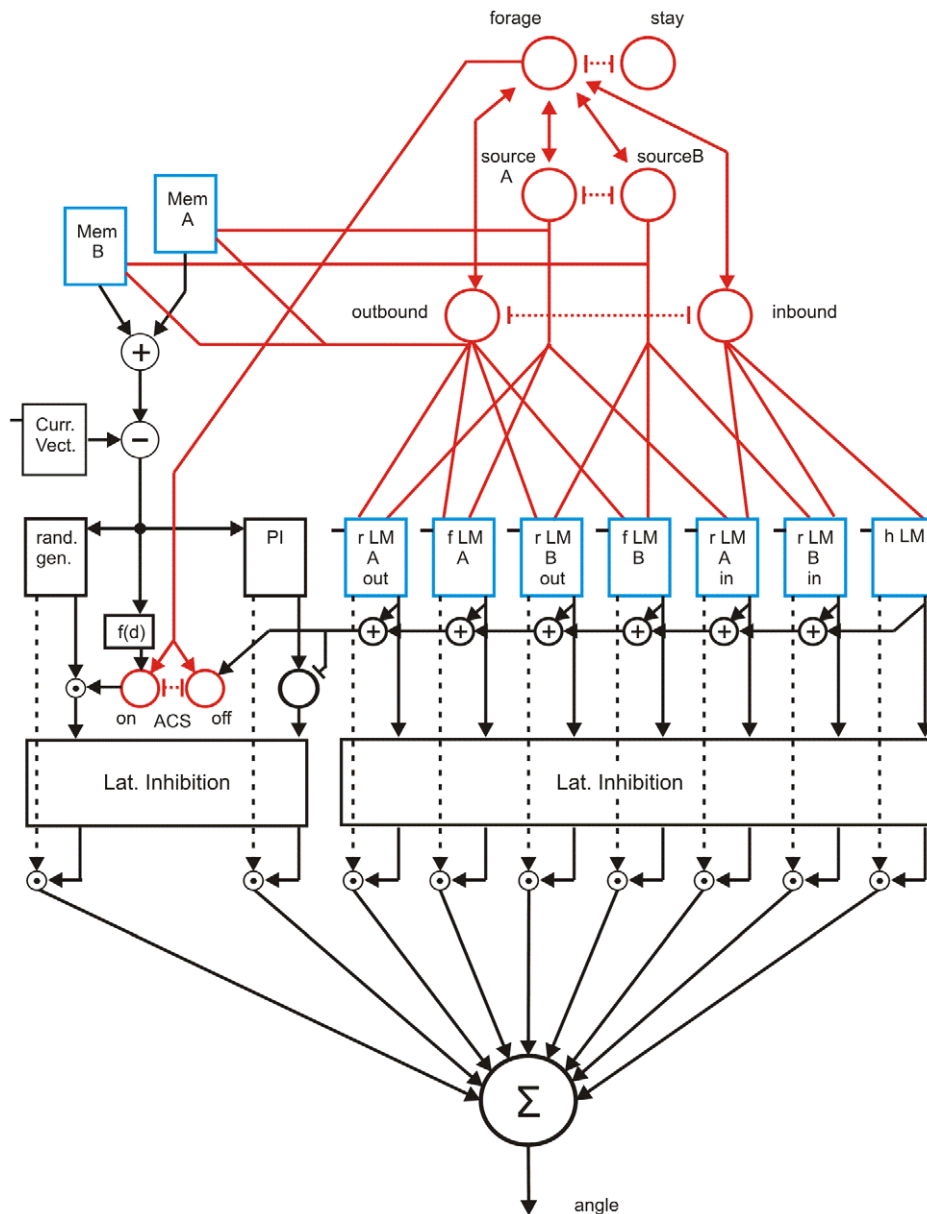 forage
stay
source
A
sourceB
Mem
A
Mem
B
outbound
inbound
+
Curr.
Vect.
−
rand.
gen.
PI
r LM
A
out
f LM
A
r LM
B
out
f LM
B
r LM
A
in
r LM
B
in
h LM
f(d)
+
+
+
+
+
+
on
ACS
off
Lat. Inhibition
Lat. Inhibition
Σ
angle